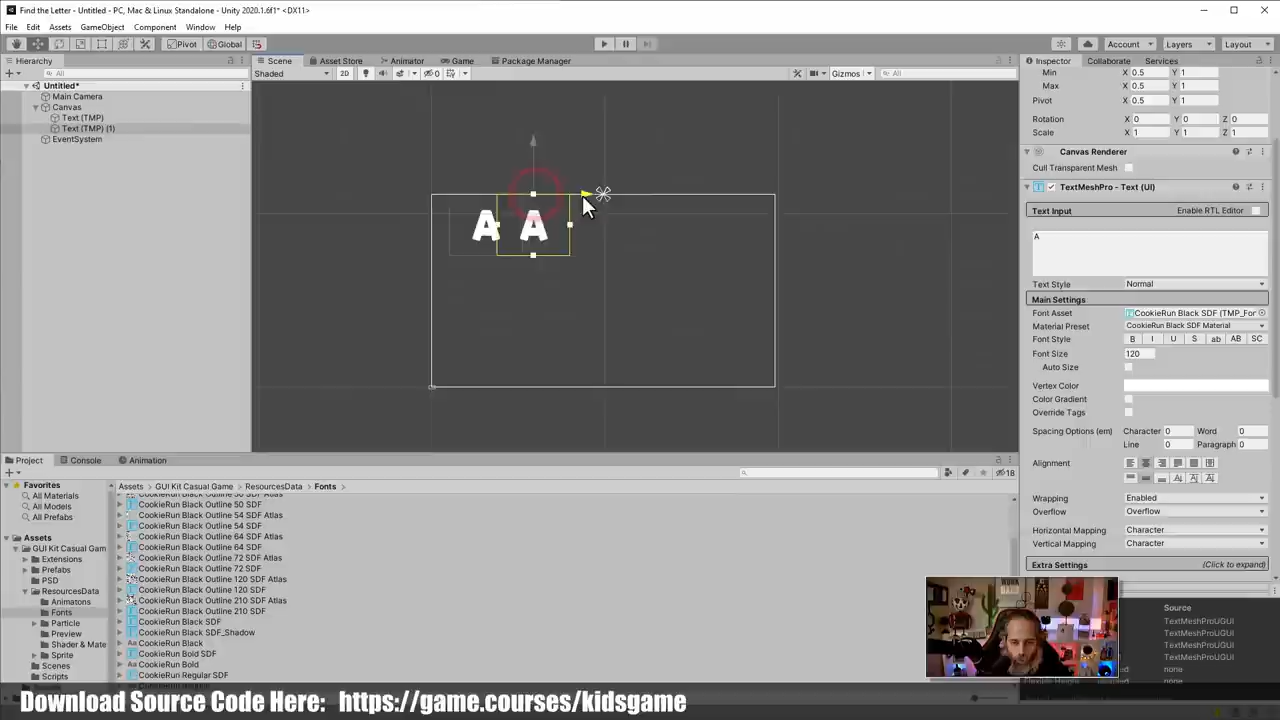 Find the Letter - Untitled - PC, Mac & Linux Standalone - Unity 2020.1.6f1* <DX11>
File Edit Assets GameObject Component Window Help
Pivot Global Account Layers Layout
Hierarchy Scene Asset Store Animator Game Package Manager Inspector Collaborate Services
All Shaded 2D 0 Gizmos All
Untitled*
Main Camera
Canvas
Text (TMP)
Text (TMP) (1)
EventSystem
A A
Min X 0.5 Y 1
Max X 0.5 Y 1
Pivot X 0.5 Y 1
Rotation X 0 Y 0 Z 0
Scale X 1 Y 1 Z 1
Canvas Renderer
Cull Transparent Mesh
TextMeshPro - Text (UI)
Text Input Enable RTL Editor
A
Text Style Normal
Main Settings
Font Asset CookieRun Black SDF (TMP_For
Material Preset CookieRun Black SDF Material
Font Style B I U S ab AB SC
Font Size 120
Auto Size
Vertex Color
Color Gradient
Override Tags
Spacing Options (em) Character 0 Word 0
Line 0 Paragraph 0
Alignment
Wrapping Enabled
Overflow Overflow
Horizontal Mapping Character
Vertical Mapping Character
Extra Settings (Click to expand)
Source
TextMeshProUGUI
TextMeshProUGUI
TextMeshProUGUI
TextMeshProUGUI
none
none
Project Console Animation
18
Favorites
All Materials
All Models
All Prefabs
Assets
GUI Kit Casual Gam
Extensions
Prefabs
PSD
ResourcesData
Animatons
Fonts
Particle
Preview
Shader & Mate
Sprite
Scenes
Scripts
Assets > GUI Kit Casual Game > ResourcesData > Fonts >
CookieRun Black Outline 50 SDF Atlas
CookieRun Black Outline 50 SDF
CookieRun Black Outline 54 SDF Atlas
CookieRun Black Outline 54 SDF
CookieRun Black Outline 64 SDF Atlas
CookieRun Black Outline 64 SDF
CookieRun Black Outline 72 SDF Atlas
CookieRun Black Outline 72 SDF
CookieRun Black Outline 120 SDF Atlas
CookieRun Black Outline 120 SDF
CookieRun Black Outline 210 SDF Atlas
CookieRun Black Outline 210 SDF
CookieRun Black SDF
CookieRun Black SDF_Shadow
CookieRun Black
CookieRun Bold SDF
CookieRun Bold
CookieRun Regular SDF
Download Source Code Here: https://game.courses/kidsgame